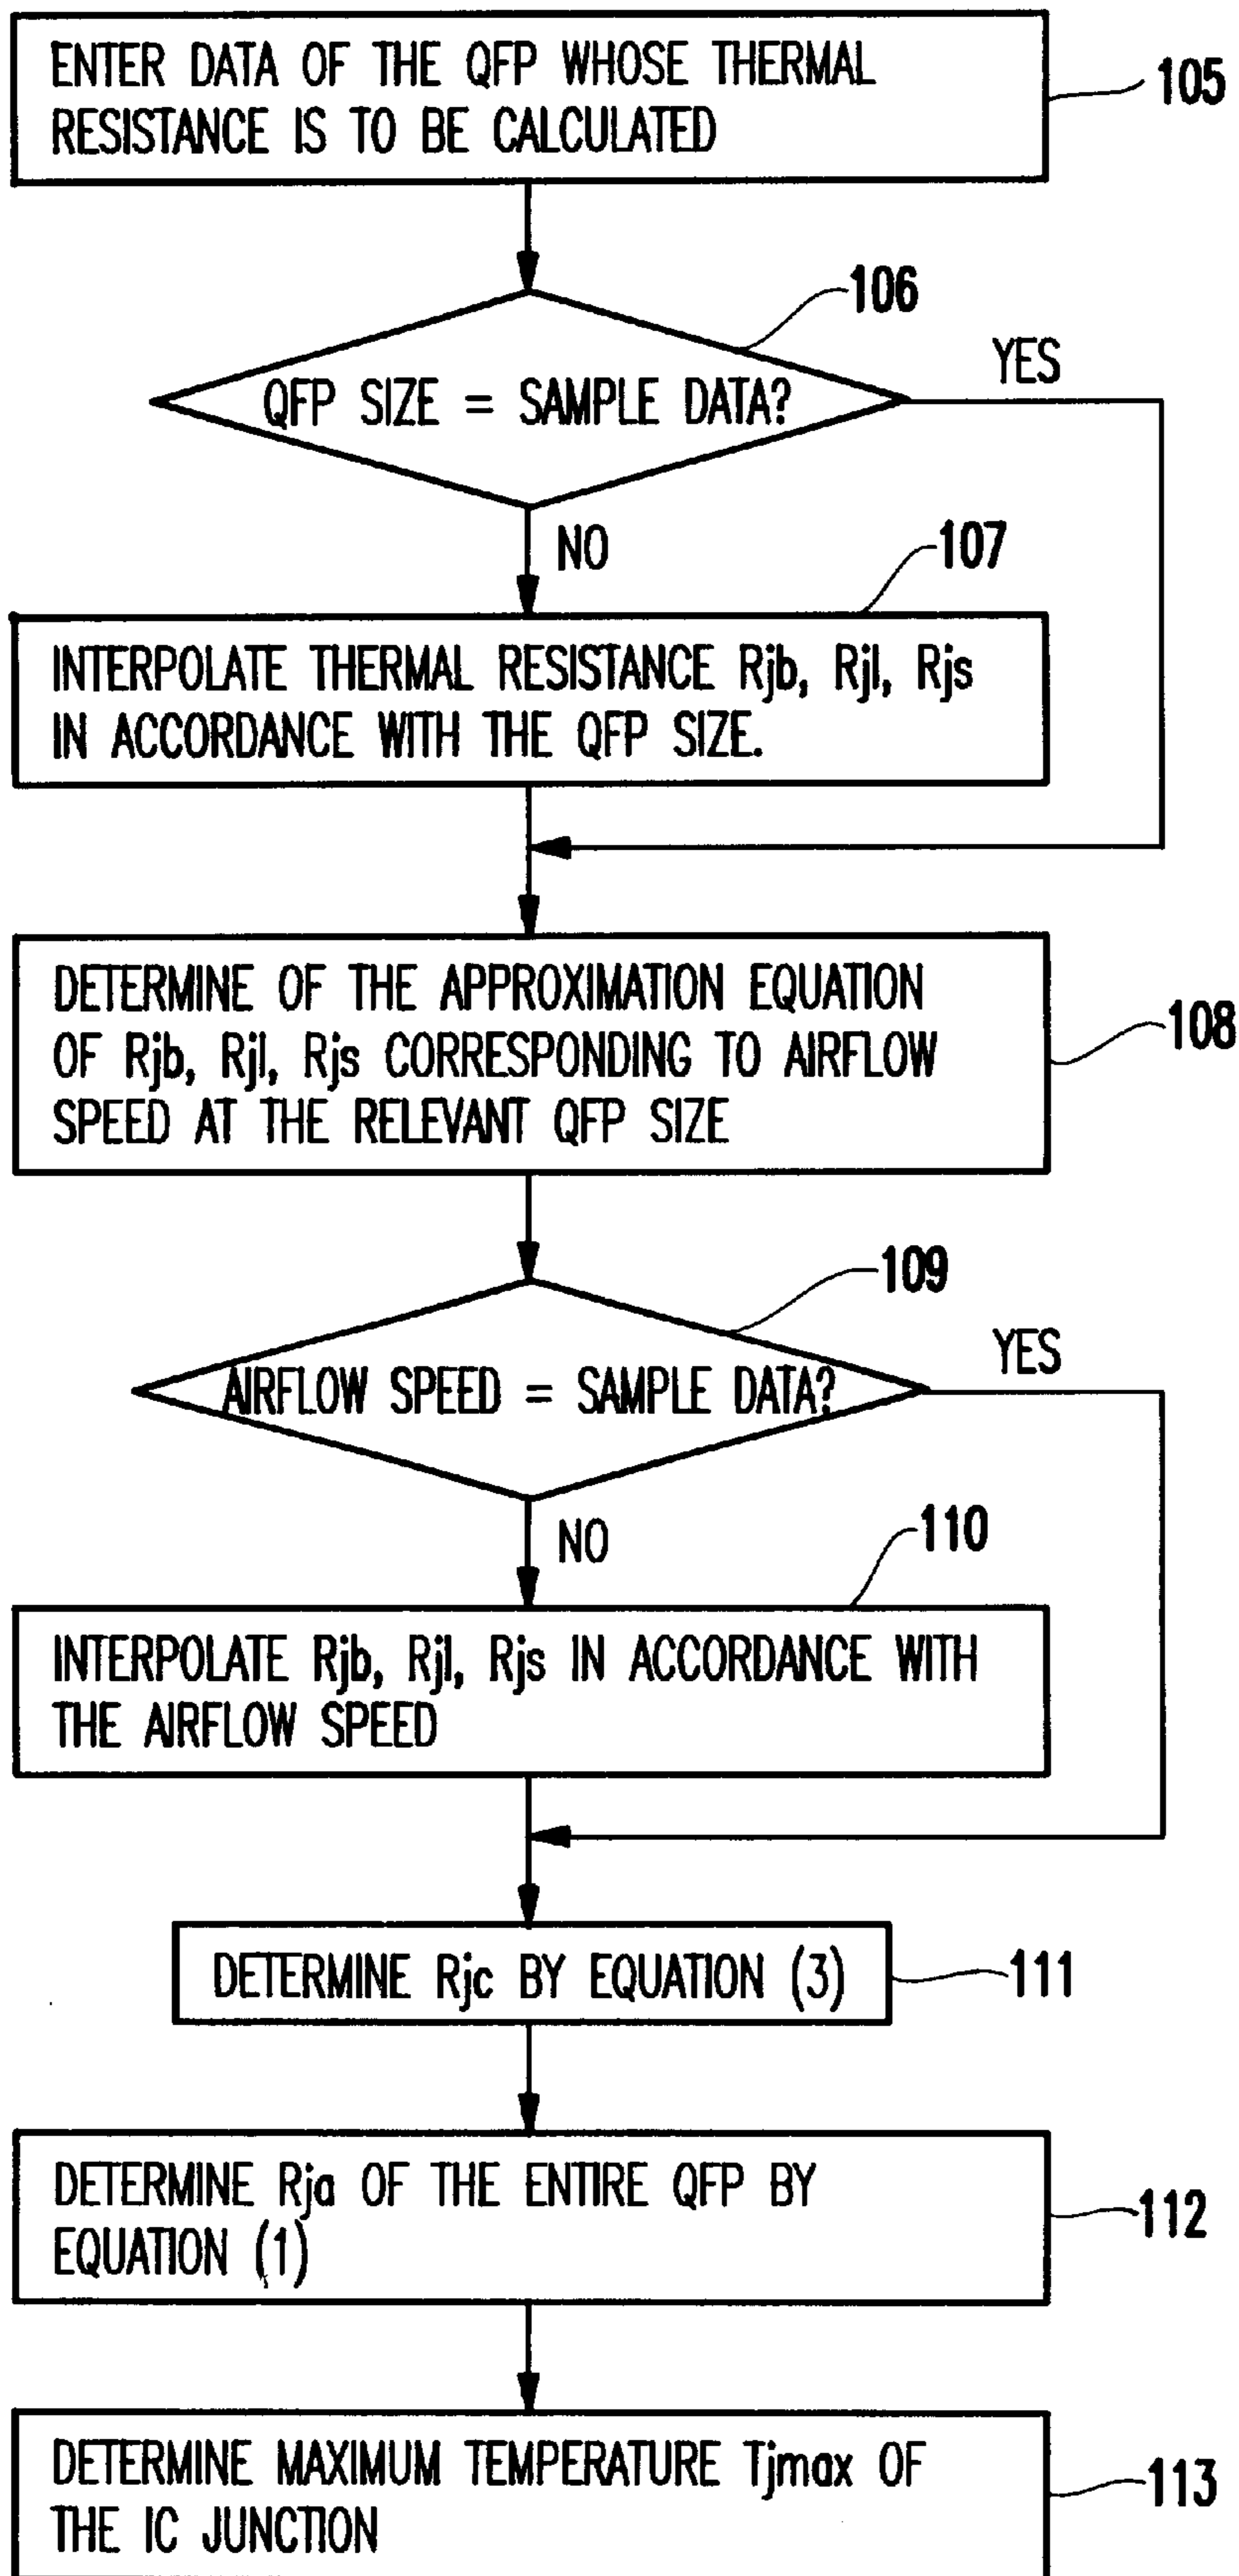 ENTER DATA OF THE QFP WHOSE THERMAL
RESISTANCE IS TO BE CALCULATED
105
106
QFP SIZE = SAMPLE DATA?
YES
NO
107
INTERPOLATE THERMAL RESISTANCE Rjb, Rjl, Rjs
IN ACCORDANCE WITH THE QFP SIZE.
DETERMINE OF THE APPROXIMATION EQUATION
OF Rjb, Rjl, Rjs CORRESPONDING TO AIRFLOW
SPEED AT THE RELEVANT QFP SIZE
108
109
AIRFLOW SPEED = SAMPLE DATA?
YES
NO
110
INTERPOLATE Rjb, Rjl, Rjs IN ACCORDANCE WITH
THE AIRFLOW SPEED
DETERMINE Rjc BY EQUATION (3)
111
DETERMINE Rja OF THE ENTIRE QFP BY
EQUATION (1)
112
DETERMINE MAXIMUM TEMPERATURE Tjmax OF
THE IC JUNCTION
113